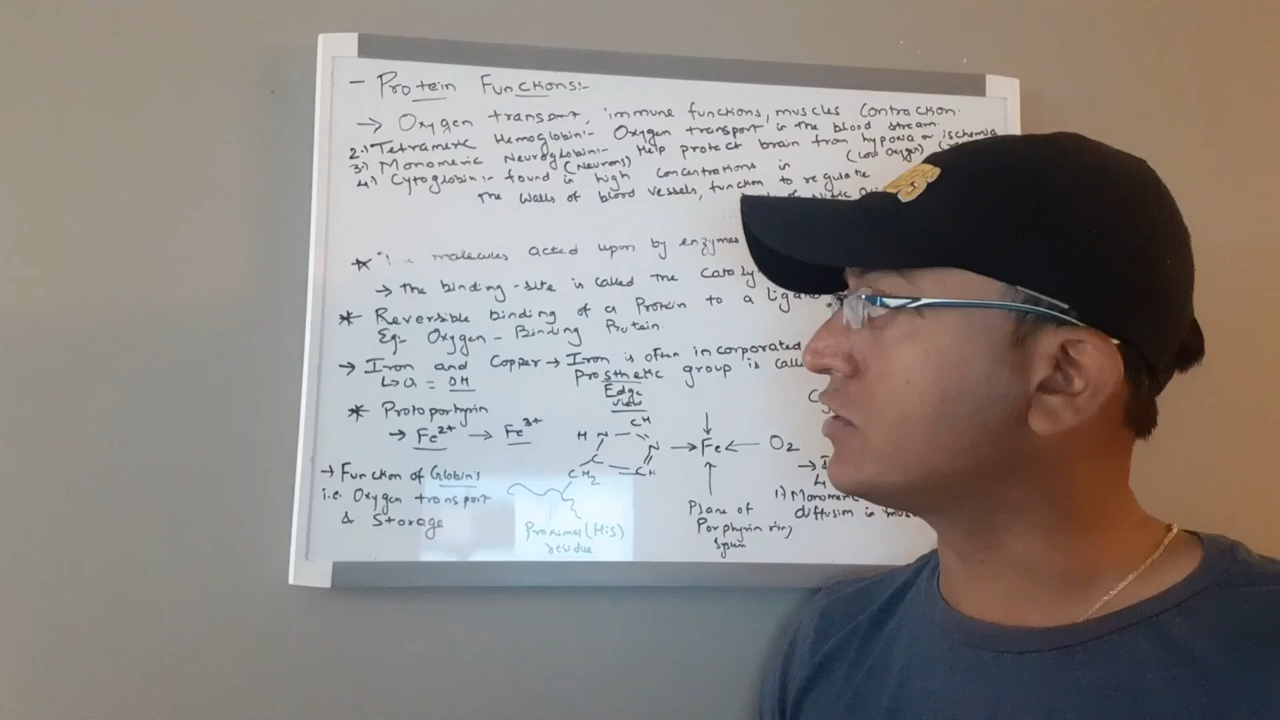 - Protein Functions:-
→ Oxygen transport, immune functions, muscles contraction.
2.) Tetrameric Hemoglobin:- Oxygen transport in the blood stream.
3.) Monomeric Neuroglobin:- Help protect brain from hypoxia or ischemia
(Neurons) (Low Oxygen)
4.) Cytoglobin:- found in high concentrations in
the walls of blood vessels, function to regulate
* molecules acted upon by enzymes
→ the binding-site is called the Cataly
* Reversible binding of a Protein to a Ligand
Eg:- Oxygen - Binding Protein.
→ Iron and Copper → Iron is often incorporated
Prosthetic group is call
↳ = OH
Edge
view
* Protoporhyrin
→ Fe2+ → Fe3+
CH
H N N
C CH
CH2
→ Fe ← O2
→ Function of Globin's
i.e. Oxygen transport
& Storage
Proximal (His)
residue
Plane of
Porphyrin ring
System
1.) Monomer
diffusion in